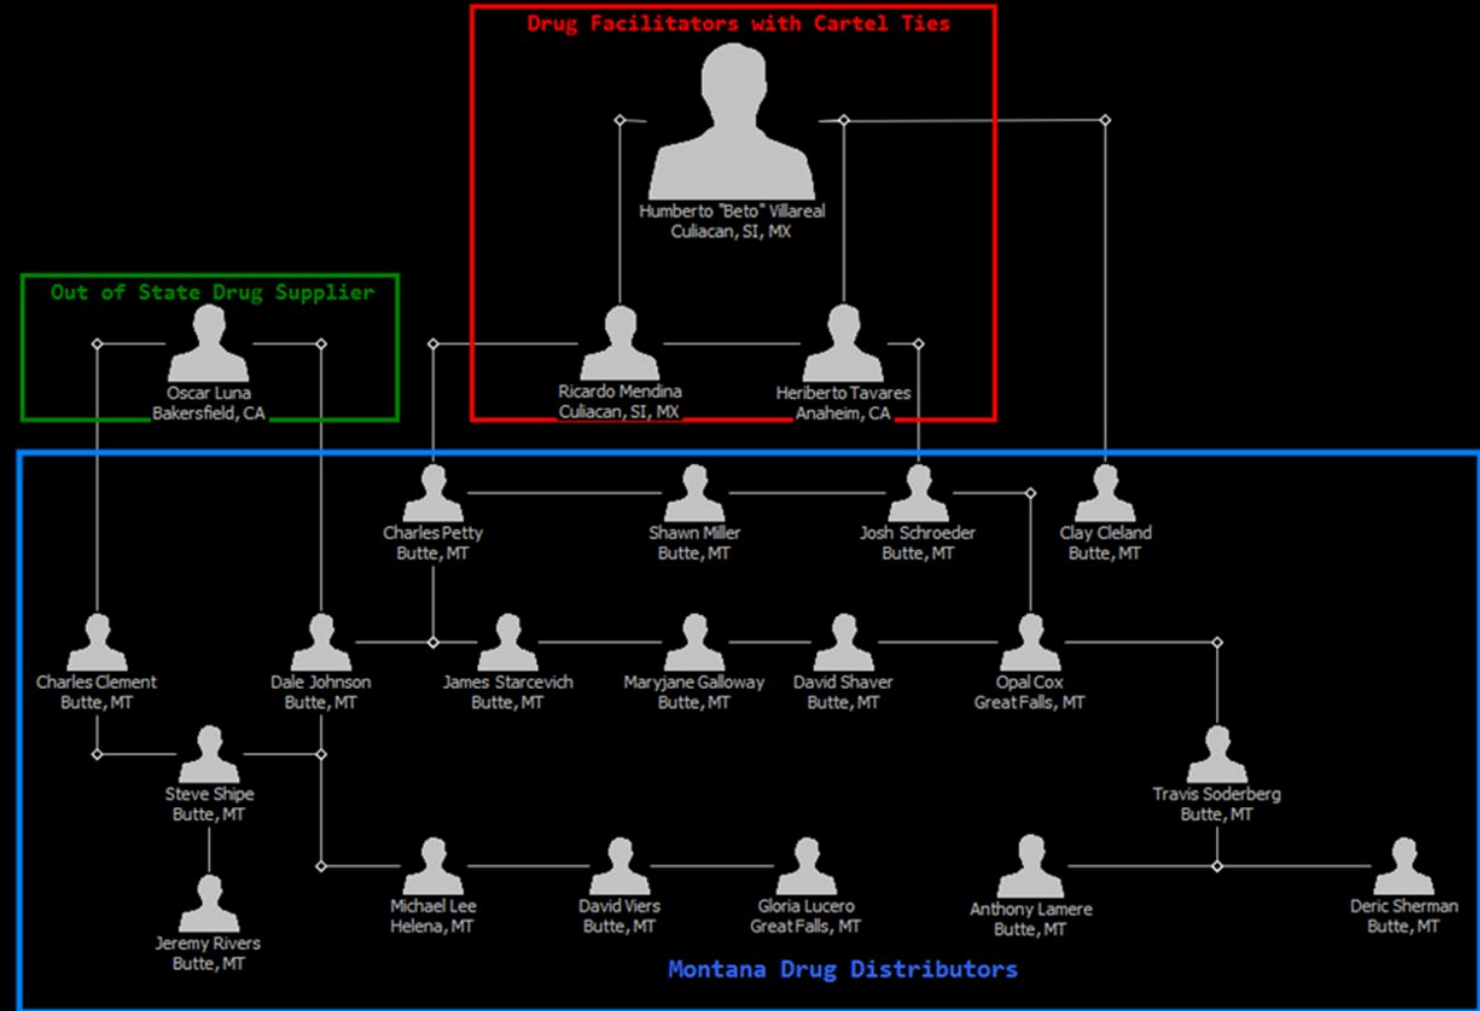 Drug Facilitators with Cartel Ties
Humberto "Beto" Villareal
Culiacan, SI, MX
Out of State Drug Supplier
Oscar Luna
Bakersfield, CA
Ricardo Mendina
Culiacan, SI, MX
Heriberto Tavares
Anaheim, CA
Charles Petty
Butte, MT
Shawn Miller
Butte, MT
Josh Schroeder
Butte, MT
Clay Cleland
Butte, MT
Charles Clement
Butte, MT
Dale Johnson
Butte, MT
James Starcevich
Butte, MT
Maryjane Galloway
Butte, MT
David Shaver
Butte, MT
Opal Cox
Great Falls, MT
Steve Shipe
Butte, MT
Travis Soderberg
Butte, MT
Jeremy Rivers
Butte, MT
Michael Lee
Helena, MT
David Viers
Butte, MT
Gloria Lucero
Great Falls, MT
Anthony Lamere
Butte, MT
Deric Sherman
Butte, MT
Montana Drug Distributors